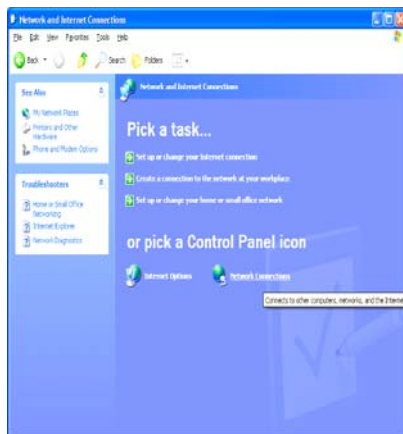 Network and Internet Connections
File Edit View Favorites Tools Help
Back Search Folders
Network and Internet Connections
See Also
My Network Places
Printers and Other
Hardware
Phone and Modem Options
Troubleshooters
Home or Small Office
Networking
Internet Explorer
Network Diagnostics
Pick a task...
Set up or change your Internet connection
Create a connection to the network at your workplace
Set up or change your home or small office network
or pick a Control Panel icon
Internet Options
Network Connections
Connects to other computers, networks, and the Interne